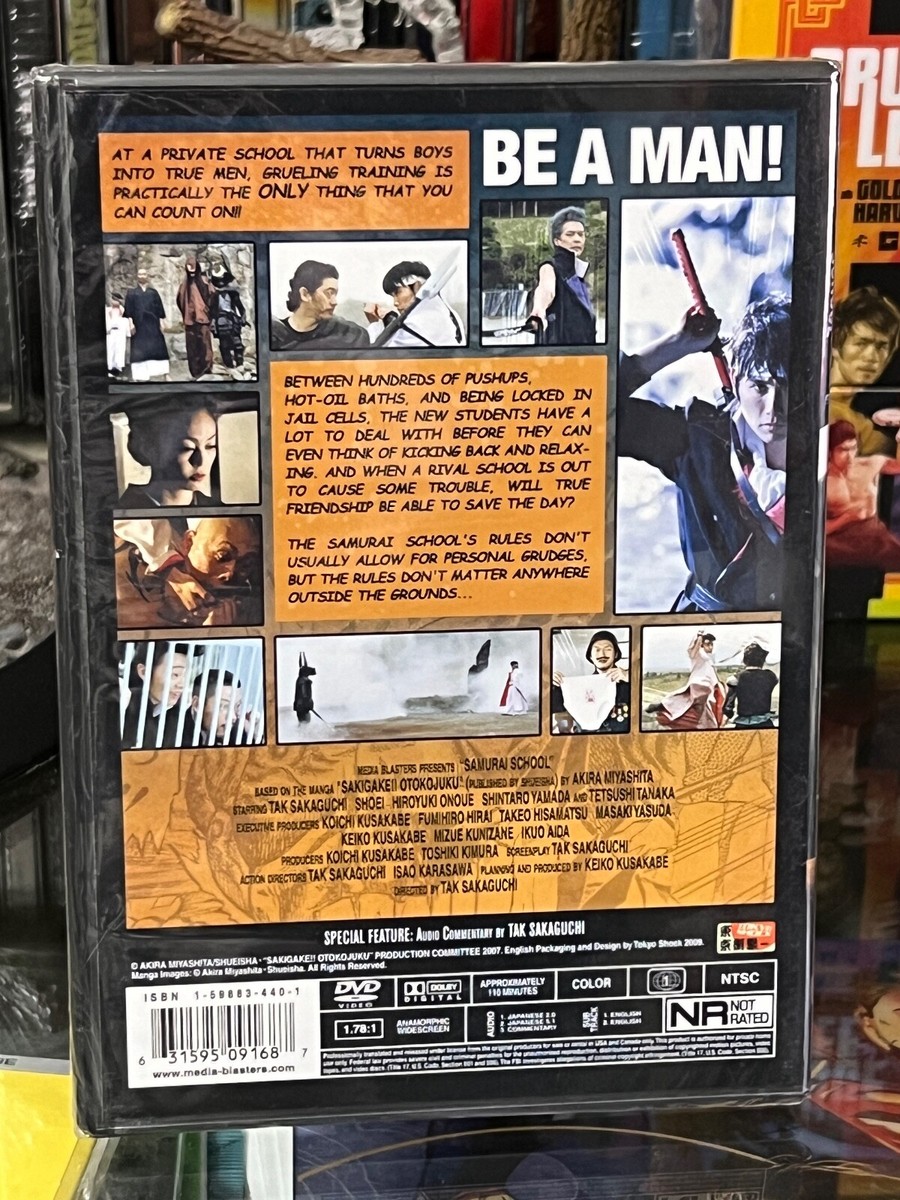 AT A PRIVATE SCHOOL THAT TURNS BOYS
INTO TRUE MEN, GRUELING TRAINING IS
PRACTICALLY THE ONLY THING THAT YOU
CAN COUNT ON!!
BE A MAN!
BETWEEN HUNDREDS OF PUSHUPS,
HOT-OIL BATHS, AND BEING LOCKED IN
JAIL CELLS, THE NEW STUDENTS HAVE A
LOT TO DEAL WITH BEFORE THEY CAN
EVEN THINK OF KICKING BACK AND RELAX-
ING. AND WHEN A RIVAL SCHOOL IS OUT
TO CAUSE SOME TROUBLE, WILL TRUE
FRIENDSHIP BE ABLE TO SAVE THE DAY?
THE SAMURAI SCHOOL'S RULES DON'T
USUALLY ALLOW FOR PERSONAL GRUDGES,
BUT THE RULES DON'T MATTER ANYWHERE
OUTSIDE THE GROUNDS...
MEDIA BLASTERS PRESENTS "SAMURAI SCHOOL"
BASED ON THE MANGA "SAKIGAKE!! OTOKOJUKU" (PUBLISHED BY SHUEISHA) BY AKIRA MIYASHITA
STARRING TAK SAKAGUCHI SHOEI HIROYUKI ONOUE SHINTARO YAMADA AND TETSUSHI TANAKA
EXECUTIVE PRODUCERS KOICHI KUSAKABE FUMIHIRO HIRAI TAKEO HISAMATSU MASAKI YASUDA
KEIKO KUSAKABE MIZUE KUNIZANE IKUO AIDA
PRODUCERS KOICHI KUSAKABE TOSHIKI KIMURA SCREENPLAY TAK SAKAGUCHI
ACTION DIRECTORS TAK SAKAGUCHI ISAO KARASAWA PLANNING AND PRODUCED BY KEIKO KUSAKABE
DIRECTED BY TAK SAKAGUCHI
SPECIAL FEATURE: AUDIO COMMENTARY BY TAK SAKAGUCHI
© AKIRA MIYASHITA/SHUEISHA · "SAKIGAKE!! OTOKOJUKU" PRODUCTION COMMITTEE 2007. English Packaging and Design by Tokyo Shock 2009.
Manga Images: © Akira Miyashita · Shueisha. All Rights Reserved.
ISBN 1-59883-440-1
6 31595 09168 7
www.media-blasters.com
DVD
VIDEO
DOLBY
DIGITAL
APPROXIMATELY
110 MINUTES
COLOR
1
NTSC
1.78:1
ANAMORPHIC
WIDESCREEN
AUDIO
1. JAPANESE 2.0
2. JAPANESE 5.1
3. COMMENTARY
SUB
TRACK
1. ENGLISH
2. ENGLISH
NR NOT
RATED
GOLD
HARV